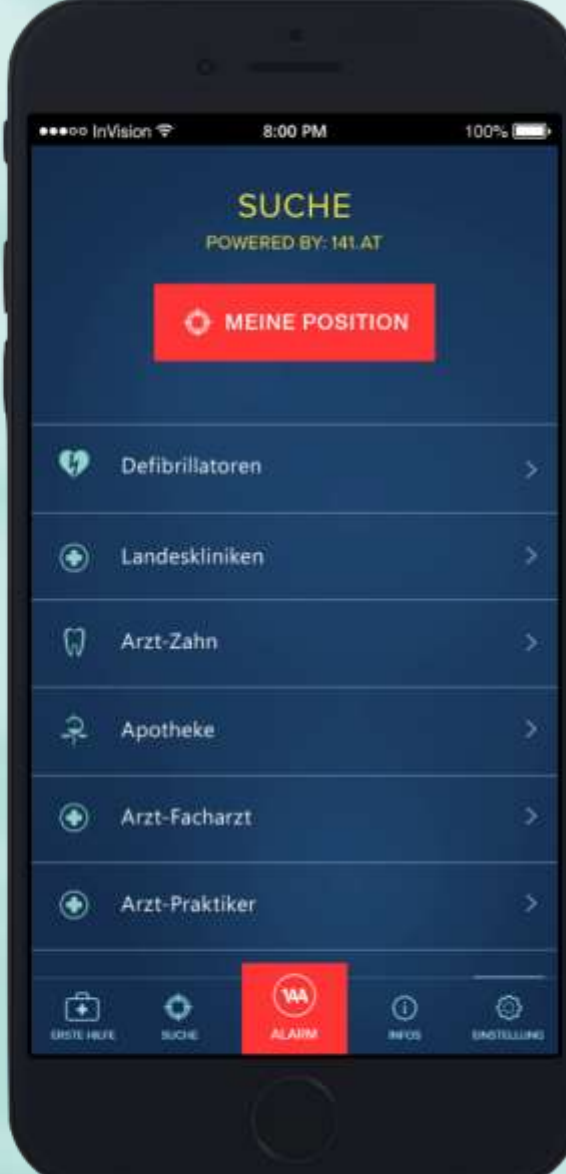 InVision 8:00 PM 100%
SUCHE
POWERED BY: 141.AT
MEINE POSITION
Defibrillatoren
Landeskliniken
Arzt-Zahn
Apotheke
Arzt-Facharzt
Arzt-Praktiker
144
ERSTE HILFE SUCHE ALARM INFOS EINSTELLUNG